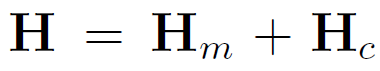 H = H_m + H_c